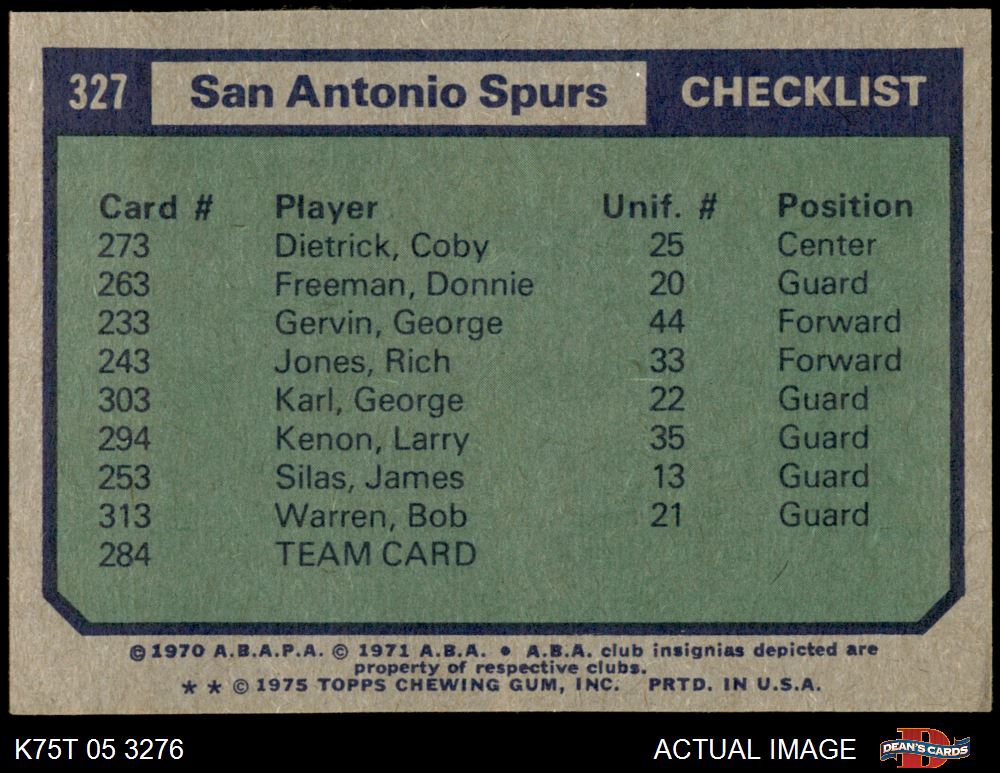 327 San Antonio Spurs CHECKLIST
Card # Player Unif. # Position
273 Dietrick, Coby 25 Center
263 Freeman, Donnie 20 Guard
233 Gervin, George 44 Forward
243 Jones, Rich 33 Forward
303 Karl, George 22 Guard
294 Kenon, Larry 35 Guard
253 Silas, James 13 Guard
313 Warren, Bob 21 Guard
284 TEAM CARD
© 1970 A.B.A.P.A. © 1971 A.B.A. • A.B.A. club insignias depicted are
property of respective clubs.
★ ★ © 1975 TOPPS CHEWING GUM, INC. PRTD. IN U.S.A.
K75T 05 3276 ACTUAL IMAGE DEAN'S CARDS